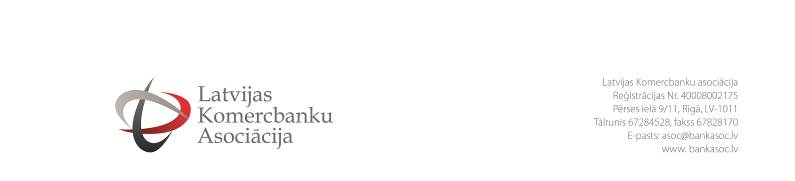 Latvijas
Komercbanku
Asociācija
Latvijas Komercbanku asociācija
Reģistrācijas Nr. 40008002175
Pērses ielā 9/11, Rīgā, LV-1011
Tālrunis 67284528, fakss 67828170
E-pasts: asoc@bankasoc.lv
www. bankasoc.lv